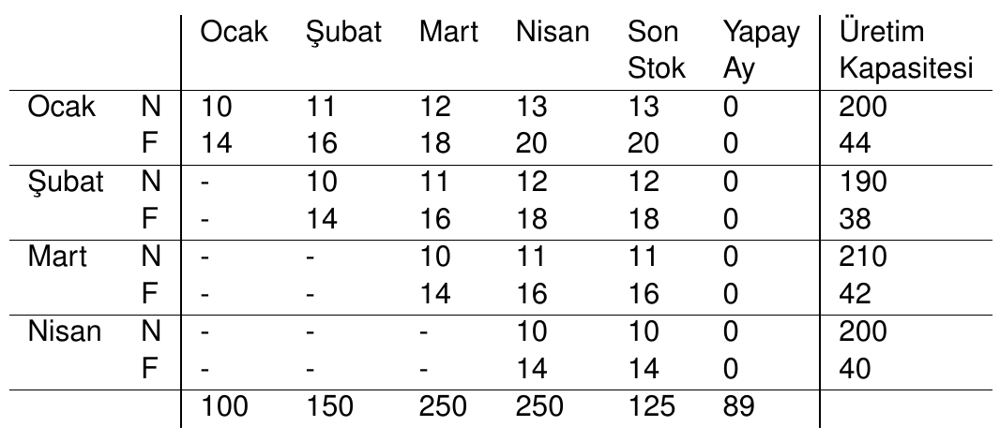 Ocak Şubat Mart Nisan Son Yapay Üretim
Stok Ay Kapasitesi
Ocak N 10 11 12 13 13 0 200
F 14 16 18 20 20 0 44
Şubat N - 10 11 12 12 0 190
F - 14 16 18 18 0 38
Mart N - - 10 11 11 0 210
F - - 14 16 16 0 42
Nisan N - - - 10 10 0 200
F - - - 14 14 0 40
100 150 250 250 125 89